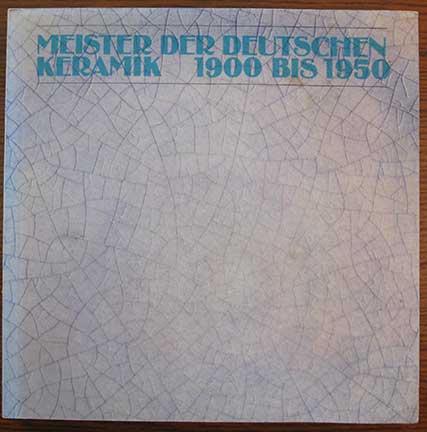 MEISTER DER DEUTSCHEN
KERAMIK 1900 BIS 1950